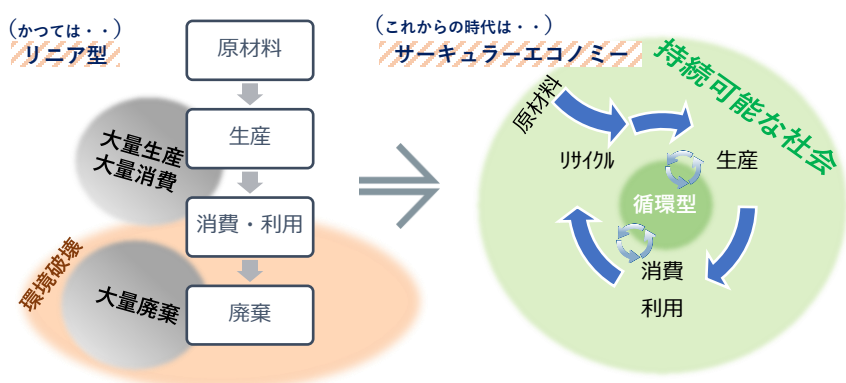 （かつては・・）
リニア型
原材料
生産
大量生産
大量消費
消費・利用
環境破壊
大量廃棄
廃棄
（これからの時代は・・）
サーキュラーエコノミー
持続可能な社会
原材料
リサイクル
生産
循環型
消費
利用